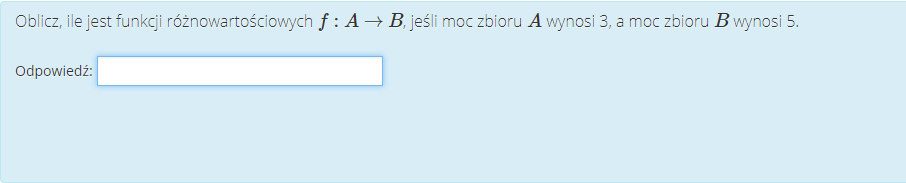 Oblicz, ile jest funkcji różnowartościowych f : A → B, jeśli moc zbioru A wynosi 3, a moc zbioru B wynosi 5.
Odpowiedź: